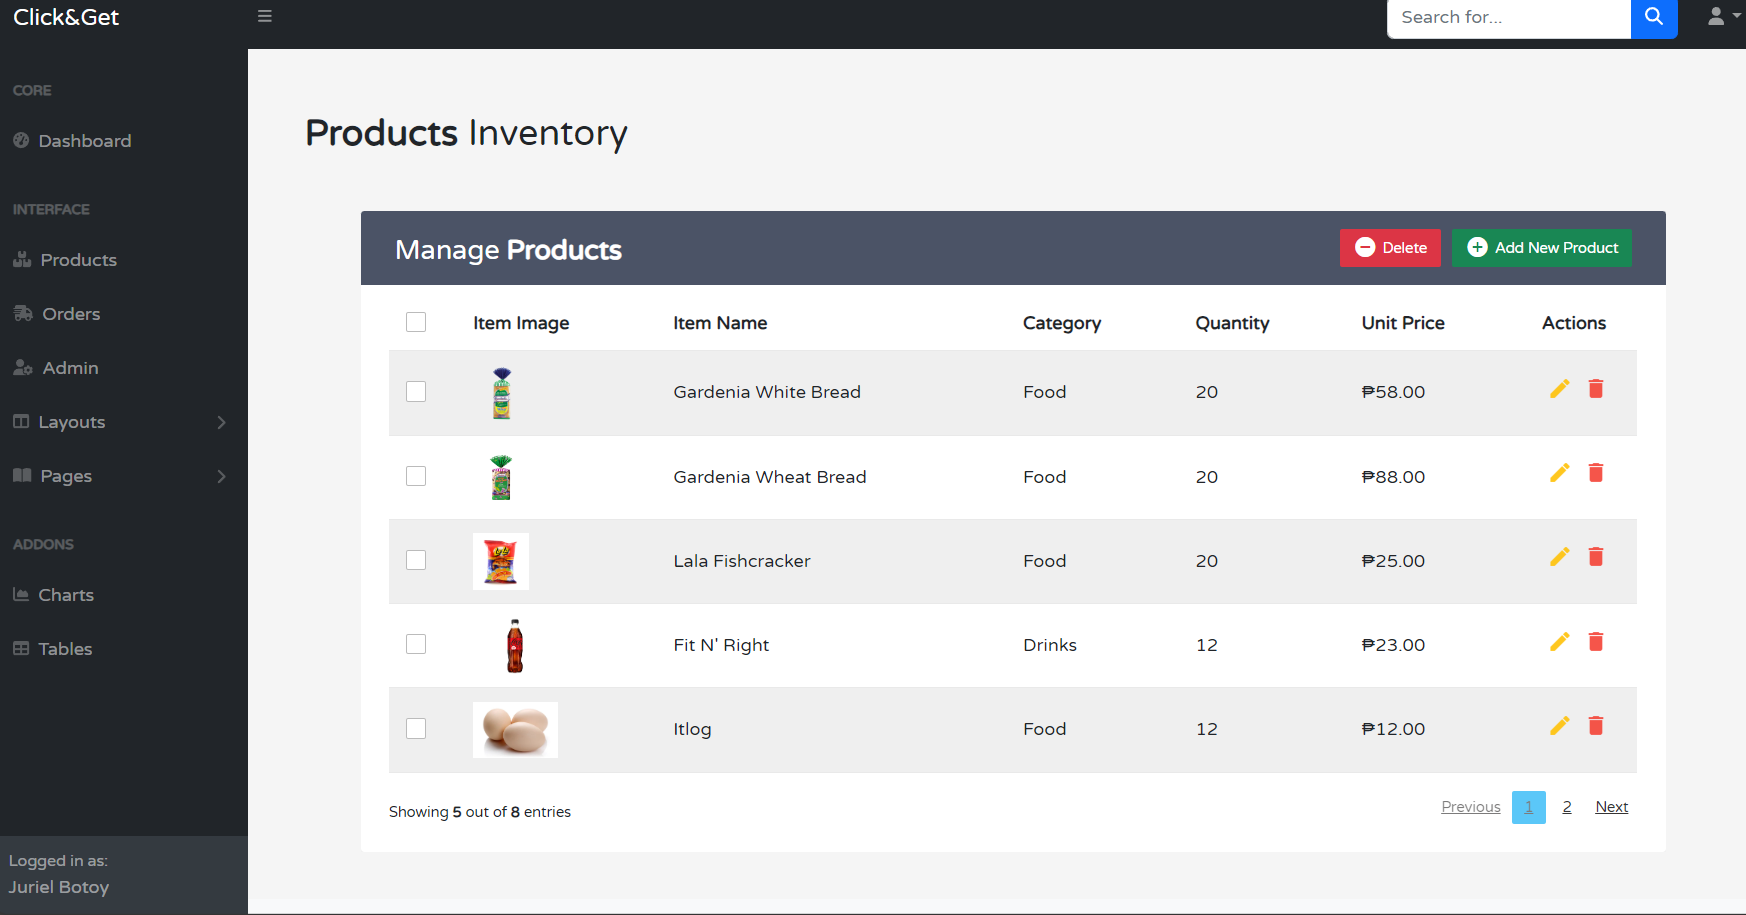 Click&Get
Search for...
CORE
Dashboard
INTERFACE
Products
Orders
Admin
Layouts
Pages
ADDONS
Charts
Tables
Logged in as:
Juriel Botoy
Products Inventory
Manage Products
Delete
Add New Product
Item Image Item Name Category Quantity Unit Price Actions
Gardenia White Bread Food 20 ₱58.00
Gardenia Wheat Bread Food 20 ₱88.00
Lala Fishcracker Food 20 ₱25.00
Fit N' Right Drinks 12 ₱23.00
Itlog Food 12 ₱12.00
Showing 5 out of 8 entries
Previous 1 2 Next